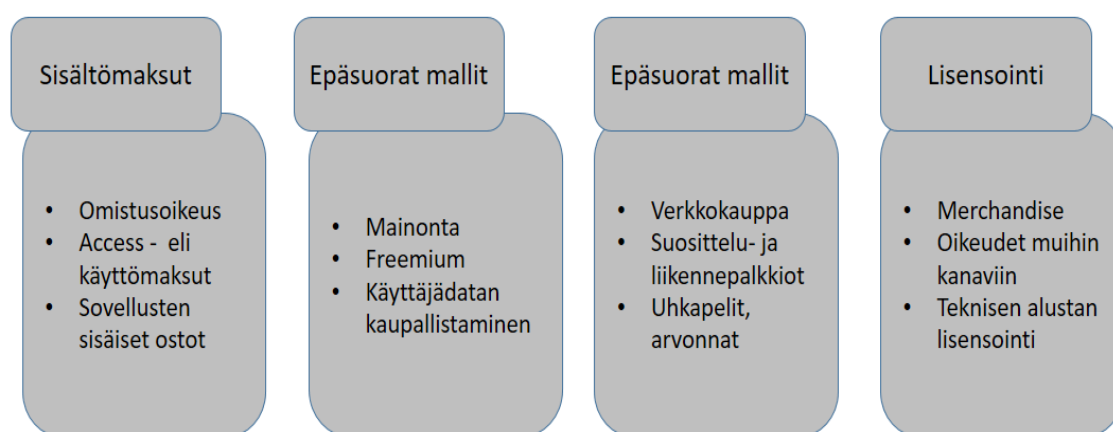 Sisältömaksut
• Omistusoikeus
• Access - eli
käyttömaksut
• Sovellusten
sisäiset ostot
Epäsuorat mallit
• Mainonta
• Freemium
• Käyttäjädatan
kaupallistaminen
Epäsuorat mallit
• Verkkokauppa
• Suosittelu- ja
liikennepalkkiot
• Uhkapelit,
arvonnat
Lisensointi
• Merchandise
• Oikeudet muihin
kanaviin
• Teknisen alustan
lisensointi